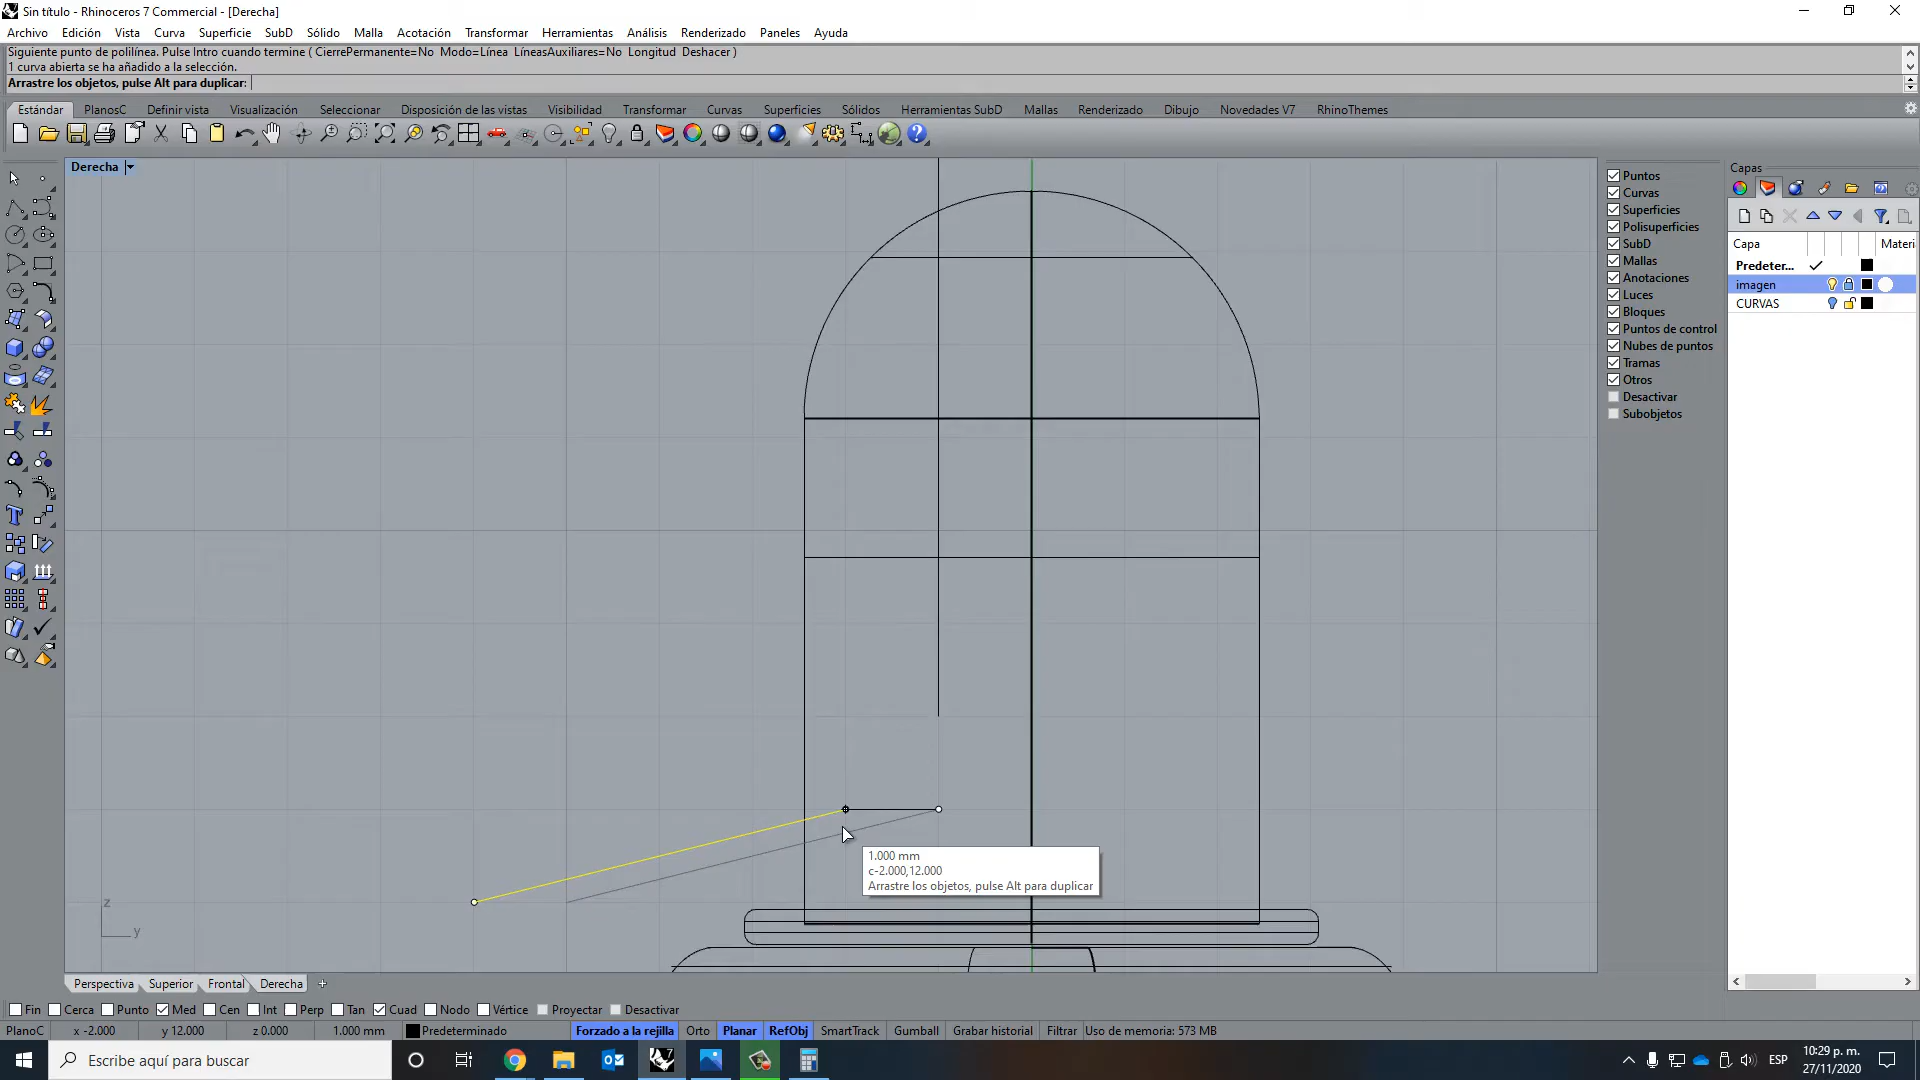 Sin título - Rhinoceros 7 Commercial - [Derecha]
Archivo Edición Vista Curva Superficie SubD Sólido Malla Acotación Transformar Herramientas Análisis Renderizado Paneles Ayuda
Siguiente punto de polilínea. Pulse Intro cuando termine ( CierrePermanente=No Modo=Línea LíneasAuxiliares=No Longitud Deshacer )
1 curva abierta se ha añadido a la selección.
Arrastre los objetos, pulse Alt para duplicar:
Estándar PlanosC Definir vista Visualización Seleccionar Disposición de las vistas Visibilidad Transformar Curvas Superficies Sólidos Herramientas SubD Mallas Renderizado Dibujo Novedades V7 RhinoThemes
Derecha
Puntos
Curvas
Superficies
Polisuperficies
SubD
Mallas
Anotaciones
Luces
Bloques
Puntos de control
Nubes de puntos
Tramas
Otros
Desactivar
Subobjetos
Capas
Capa Materi
Predeter...
imagen
CURVAS
1.000 mm
c-2.000,12.000
Arrastre los objetos, pulse Alt para duplicar
z
y
Perspectiva Superior Frontal Derecha
Fin Cerca Punto Med Cen Int Perp Tan Cuad Nodo Vértice Proyectar Desactivar
PlanoC x -2.000 y 12.000 z 0.000 1.000 mm Predeterminado Forzado a la rejilla Orto Planar RefObj SmartTrack Gumball Grabar historial Filtrar Uso de memoria: 573 MB
Escribe aquí para buscar
ESP
10:29 p. m.
27/11/2020